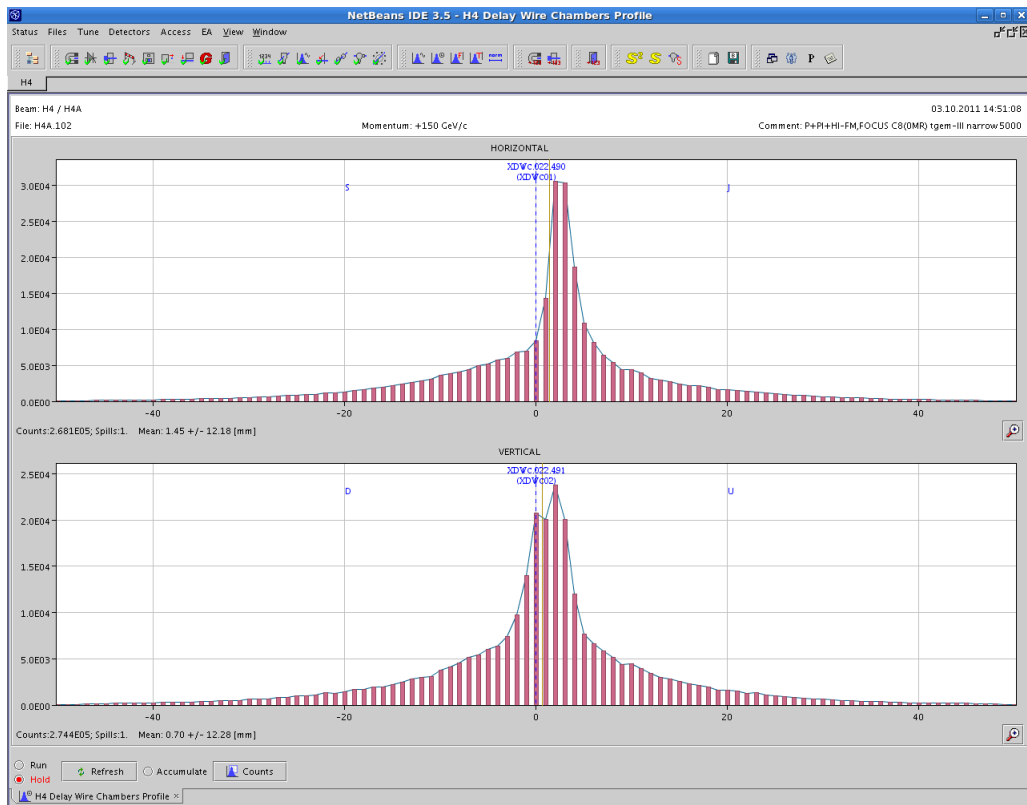 NetBeans IDE 3.5 - H4 Delay Wire Chambers Profile
Status Files Tune Detectors Access EA View Window
H4
Beam: H4 / H4A 03.10.2011 14:51:08
File: H4A.102 Momentum: +150 GeV/c Comment: P+PI+HI-FM,FOCUS C8(0MR) tgem-III narrow 5000
HORIZONTAL
XDWC.022.490
(XDWC01)
S J
3.0E04
2.5E04
2.0E04
1.5E04
1.0E04
5.0E03
0.0E00
-40 -20 0 20 40
Counts:2.681E05; Spills:1. Mean: 1.45 +/- 12.18 [mm]
VERTICAL
XDWC.022.491
(XDWC02)
D U
2.5E04
2.0E04
1.5E04
1.0E04
5.0E03
0.0E00
-40 -20 0 20 40
Counts:2.744E05; Spills:1. Mean: 0.70 +/- 12.28 [mm]
Run
Hold
Refresh Accumulate Counts
H4 Delay Wire Chambers Profile ×